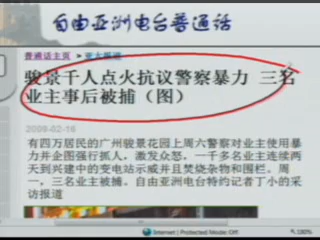 自由亚洲电台普通话
普通话主页 >
骏景千人点火抗议警察暴力 三名
业主事后被捕（图）
2009-02-16
有四万居民的广州骏景花园上周六警察对业主使用暴
力并企图强行抓人，激发众怒，一千多名业主连续两
天到兴建中的变电站示威并且焚烧杂物和围栏。周
一，三名业主被捕。自由亚洲电台特约记者丁小的采
访报道
Internet | Protected Mode: Off
180%